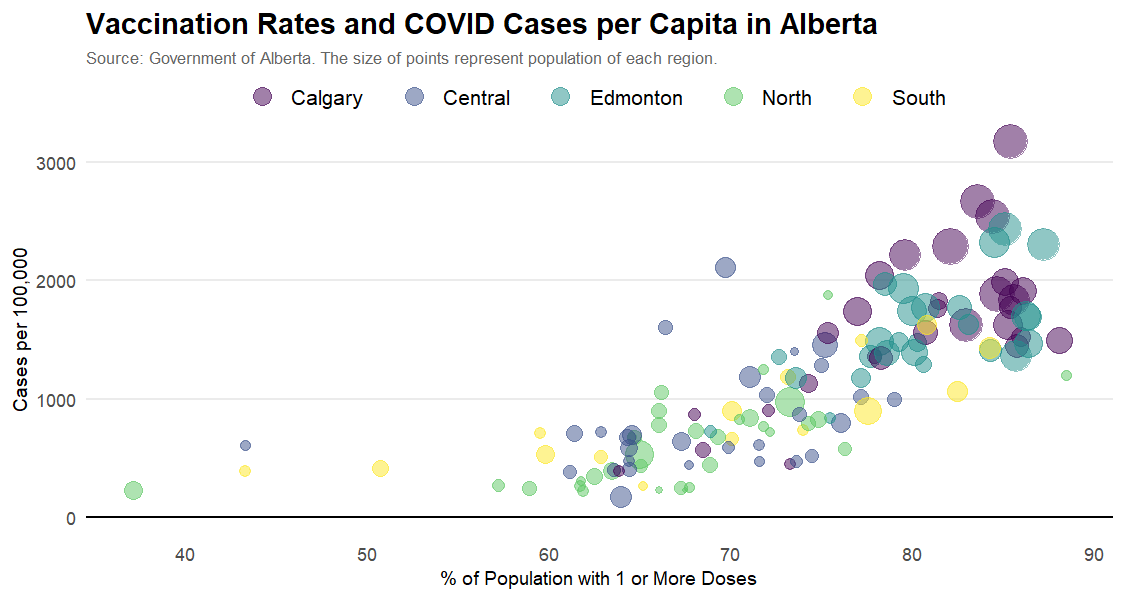 Vaccination Rates and COVID Cases per Capita in Alberta
Source: Government of Alberta. The size of points represent population of each region.
Calgary Central Edmonton North South
Cases per 100,000
3000
2000
1000
0
40 50 60 70 80 90
% of Population with 1 or More Doses